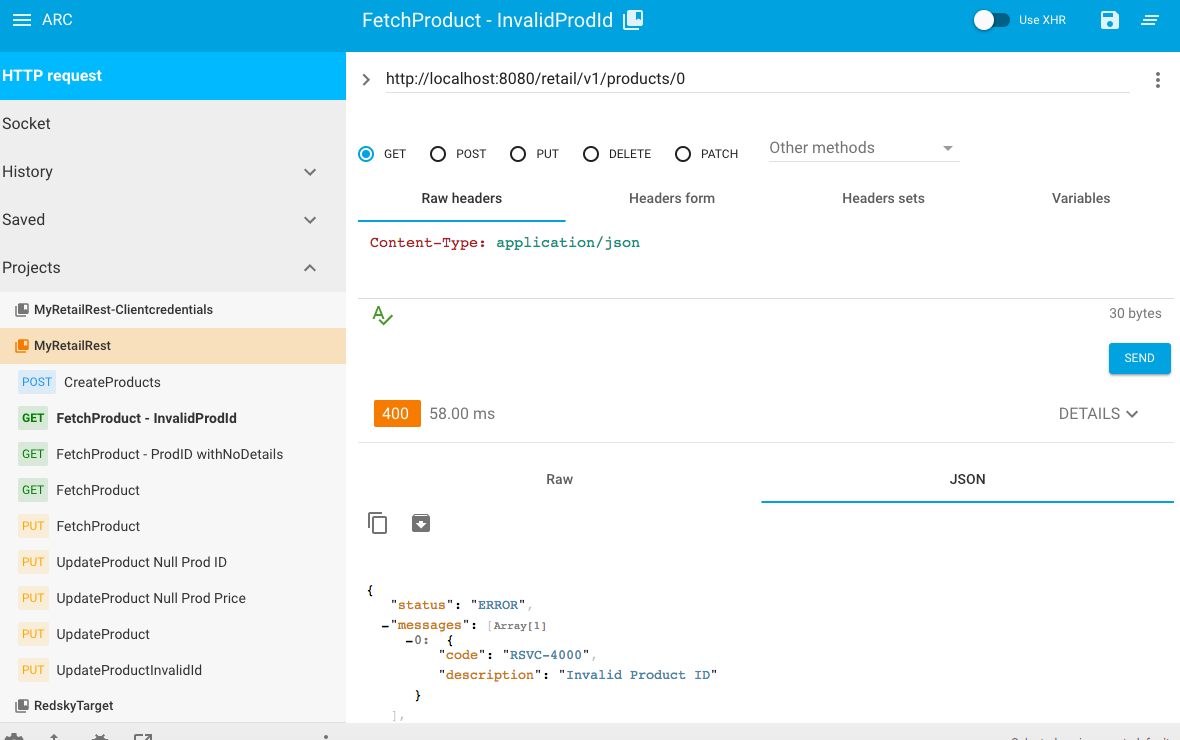 ARC
FetchProduct - InvalidProdId
Use XHR
HTTP request
Socket
History
Saved
Projects
MyRetailRest-Clientcredentials
MyRetailRest
POST CreateProducts
GET FetchProduct - InvalidProdId
GET FetchProduct - ProdID withNoDetails
GET FetchProduct
PUT FetchProduct
PUT UpdateProduct Null Prod ID
PUT UpdateProduct Null Prod Price
PUT UpdateProduct
PUT UpdateProductInvalidId
RedskyTarget
http://localhost:8080/retail/v1/products/0
GET POST PUT DELETE PATCH Other methods
Raw headers Headers form Headers sets Variables
Content-Type: application/json
30 bytes
SEND
400 58.00 ms DETAILS
Raw JSON
{
"status": "ERROR",
-"messages": [Array[1]
-0: {
"code": "RSVC-4000",
"description": "Invalid Product ID"
}
],